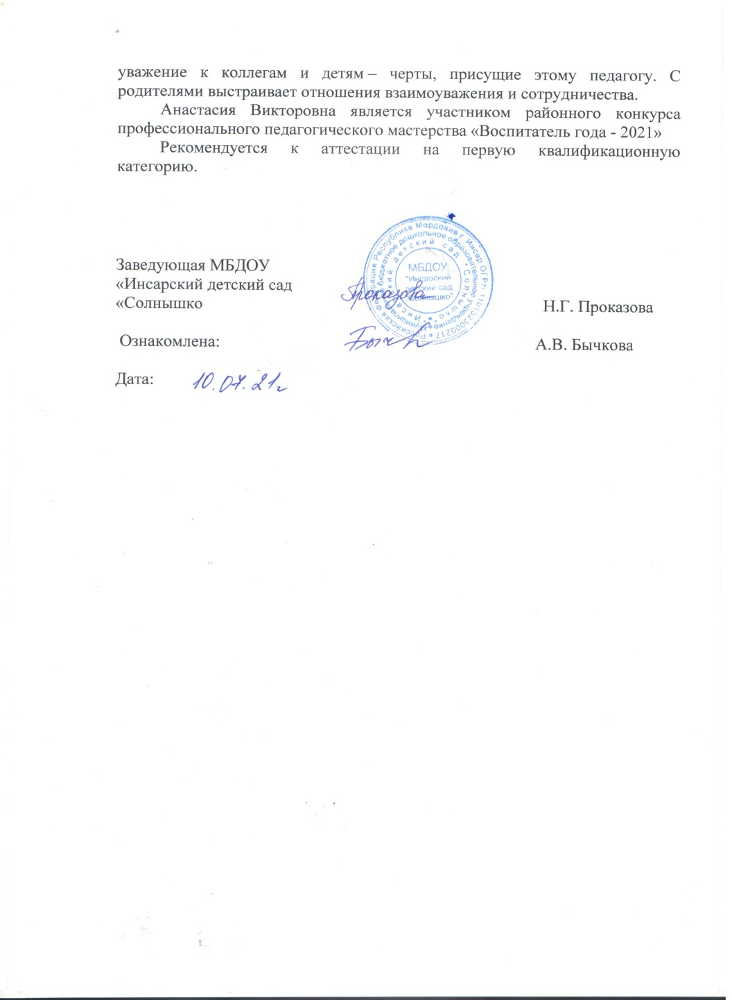 уважение к коллегам и детям – черты, присущие этому педагогу. С
родителями выстраивает отношения взаимоуважения и сотрудничества.
Анастасия Викторовна является участником районного конкурса
профессионального педагогического мастерства «Воспитатель года - 2021»
Рекомендуется к аттестации на первую квалификационную
категорию.
Российская Федерация Республика Мордовия г. Инсар ОГРН
Муниципальное бюджетное дошкольное образовательное учреждение
"Инсарский детский сад "Солнышко"
МБДОУ
"Инсарский
детский сад
"Солнышко"
Заведующая МБДОУ
«Инсарский детский сад
«Солнышко Проказова Н.Г. Проказова
Ознакомлена: Бычк А.В. Бычкова
Дата: 10.07.21г